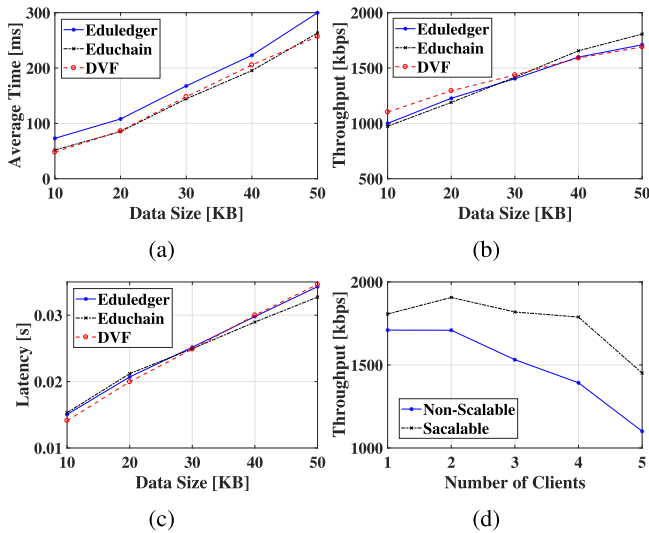 Average Time [ms]
300
200
100
0
Eduledger
Educhain
DVF
10 20 30 40 50
Data Size [KB]
(a)
Throughput [kbps]
2000
1500
1000
500
Eduledger
Educhain
DVF
10 20 30 40 50
Data Size [KB]
(b)
Latency [s]
0.03
0.02
0.01
Eduledger
Educhain
DVF
10 20 30 40 50
Data Size [KB]
(c)
Throughput [kbps]
2000
1500
1000
Non-Scalable
Sacalable
1 2 3 4 5
Number of Clients
(d)